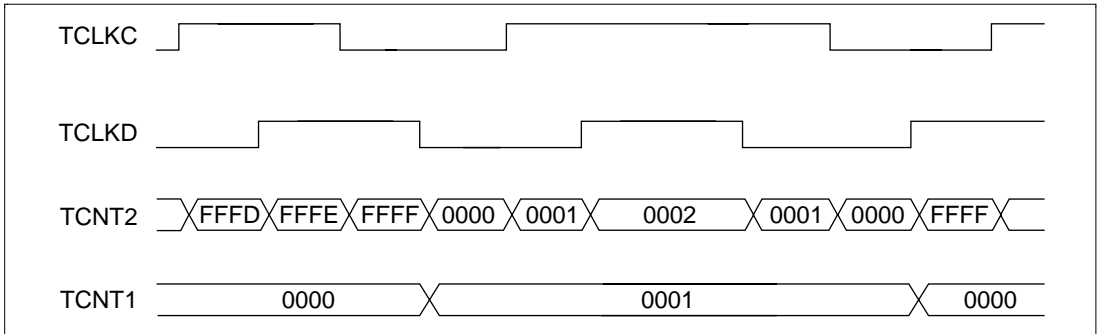 TCLKC
TCLKD
TCNT2 FFFD FFFE FFFF 0000 0001 0002 0001 0000 FFFF
TCNT1 0000 0001 0000